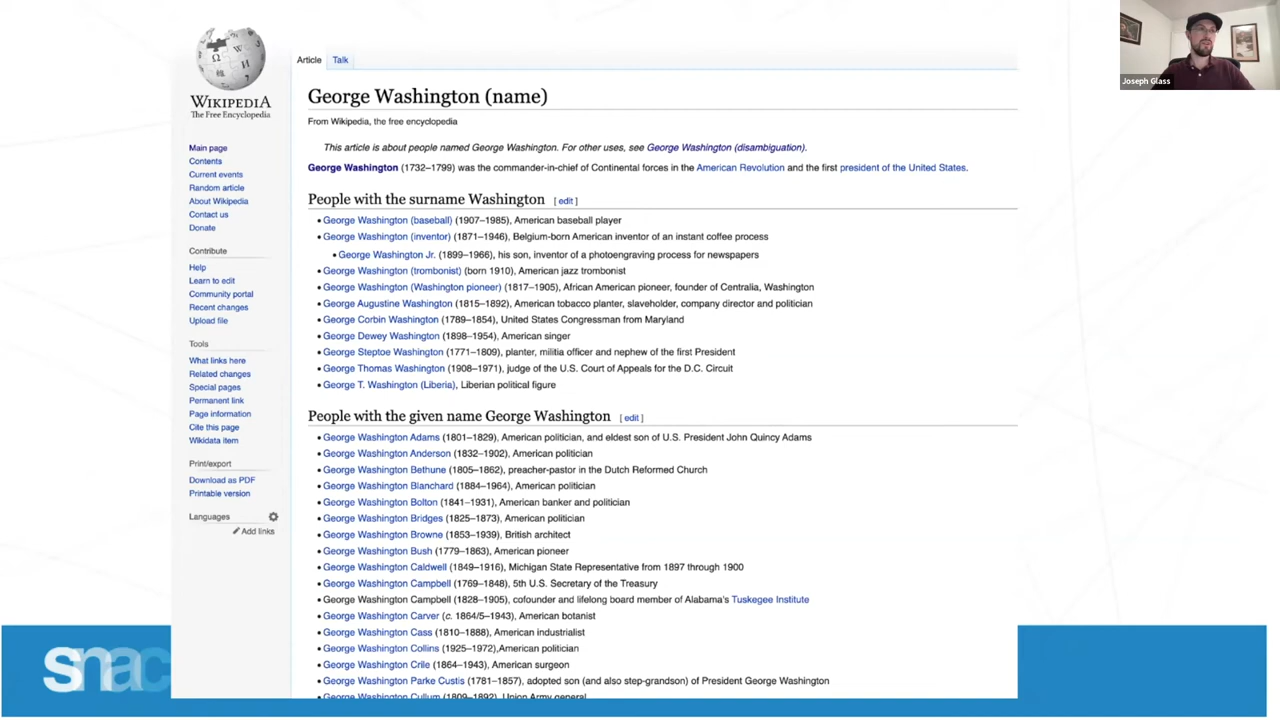 Joseph Glass
WIKIPEDIA
The Free Encyclopedia
Main page
Contents
Current events
Random article
About Wikipedia
Contact us
Donate
Contribute
Help
Learn to edit
Community portal
Recent changes
Upload file
Tools
What links here
Related changes
Special pages
Permanent link
Page information
Cite this page
Wikidata item
Print/export
Download as PDF
Printable version
Languages
Add links
Article Talk
George Washington (name)
From Wikipedia, the free encyclopedia
This article is about people named George Washington. For other uses, see George Washington (disambiguation).
George Washington (1732–1799) was the commander-in-chief of Continental forces in the American Revolution and the first president of the United States.
People with the surname Washington [ edit ]
• George Washington (baseball) (1907–1985), American baseball player
• George Washington (inventor) (1871–1946), Belgium-born American inventor of an instant coffee process
• George Washington Jr. (1899–1966), his son, inventor of a photoengraving process for newspapers
• George Washington (trombonist) (born 1910), American jazz trombonist
• George Washington (Washington pioneer) (1817–1905), African American pioneer, founder of Centralia, Washington
• George Augustine Washington (1815–1892), American tobacco planter, slaveholder, company director and politician
• George Corbin Washington (1789–1854), United States Congressman from Maryland
• George Dewey Washington (1898–1954), American singer
• George Steptoe Washington (1771–1809), planter, militia officer and nephew of the first President
• George Thomas Washington (1908–1971), judge of the U.S. Court of Appeals for the D.C. Circuit
• George T. Washington (Liberia), Liberian political figure
People with the given name George Washington [ edit ]
• George Washington Adams (1801–1829), American politician, and eldest son of U.S. President John Quincy Adams
• George Washington Anderson (1832–1902), American politician
• George Washington Bethune (1805–1862), preacher-pastor in the Dutch Reformed Church
• George Washington Blanchard (1884–1964), American politician
• George Washington Bolton (1841–1931), American banker and politician
• George Washington Bridges (1825–1873), American politician
• George Washington Browne (1853–1939), British architect
• George Washington Bush (1779–1863), American pioneer
• George Washington Caldwell (1849–1916), Michigan State Representative from 1897 through 1900
• George Washington Campbell (1769–1848), 5th U.S. Secretary of the Treasury
• George Washington Campbell (1828–1905), cofounder and lifelong board member of Alabama's Tuskegee Institute
• George Washington Carver (c. 1864/5–1943), American botanist
• George Washington Cass (1810–1888), American industrialist
• George Washington Collins (1925–1972),American politician
• George Washington Crile (1864–1943), American surgeon
• George Washington Parke Custis (1781–1857), adopted son (and also step-grandson) of President George Washington
• George Washington Cullum (1809–1892), Union Army general
snac